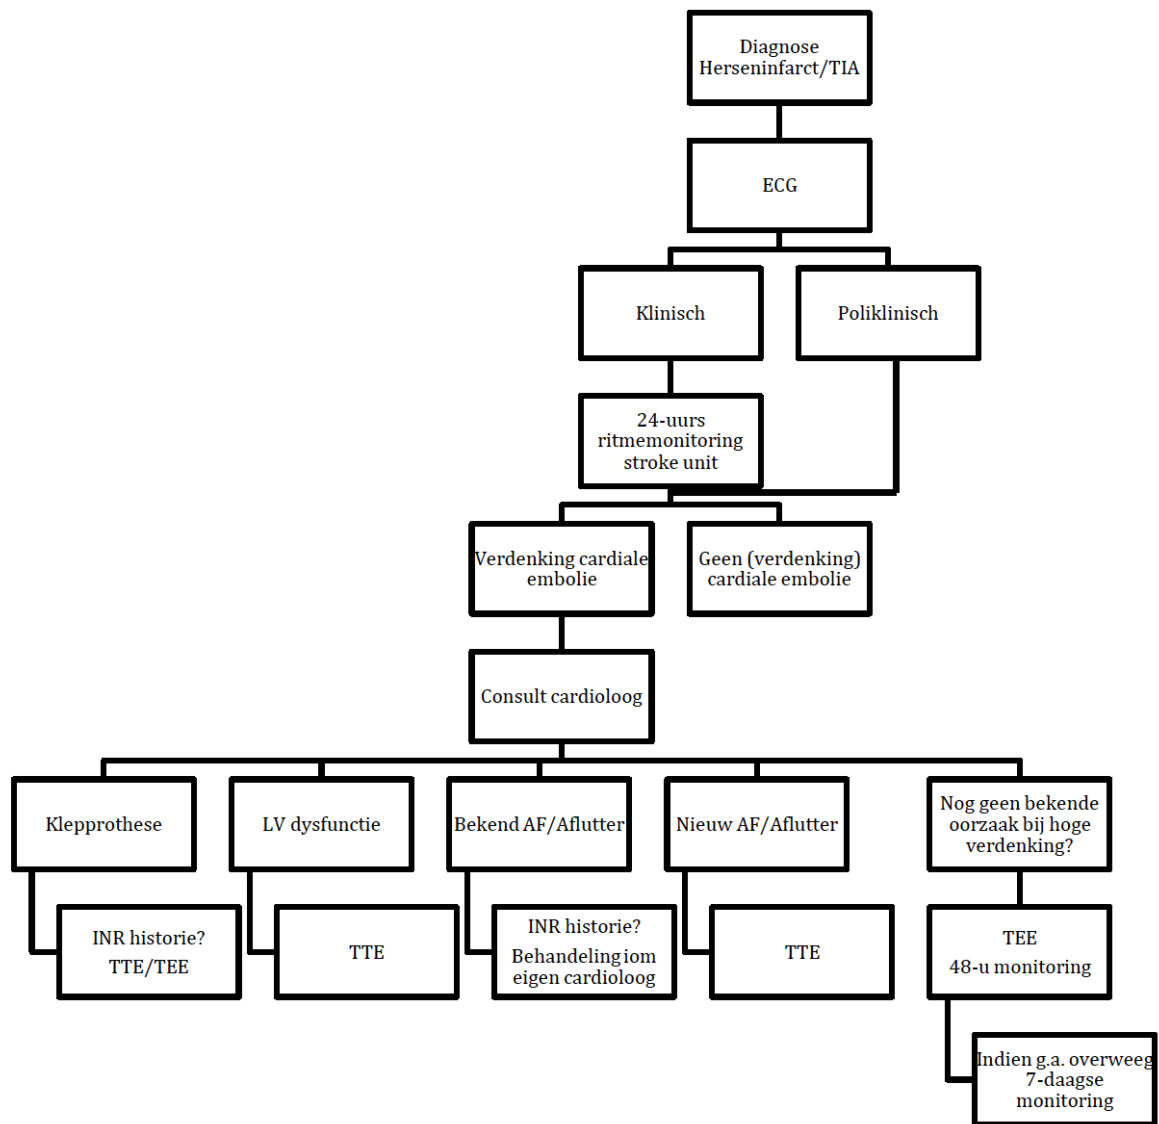 Diagnose
Herseninfarct/TIA
ECG
Klinisch
Poliklinisch
24-uurs
ritmemonitoring
stroke unit
Verdenking cardiale
embolie
Geen (verdenking)
cardiale embolie
Consult cardioloog
Klepprothese
LV dysfunctie
Bekend AF/Aflutter
Nieuw AF/Aflutter
Nog geen bekende
oorzaak bij hoge
verdenking?
INR historie?
TTE/TEE
TTE
INR historie?
Behandeling iom
eigen cardioloog
TTE
TEE
48-u monitoring
Indien g.a. overweeg
7-daagse
monitoring